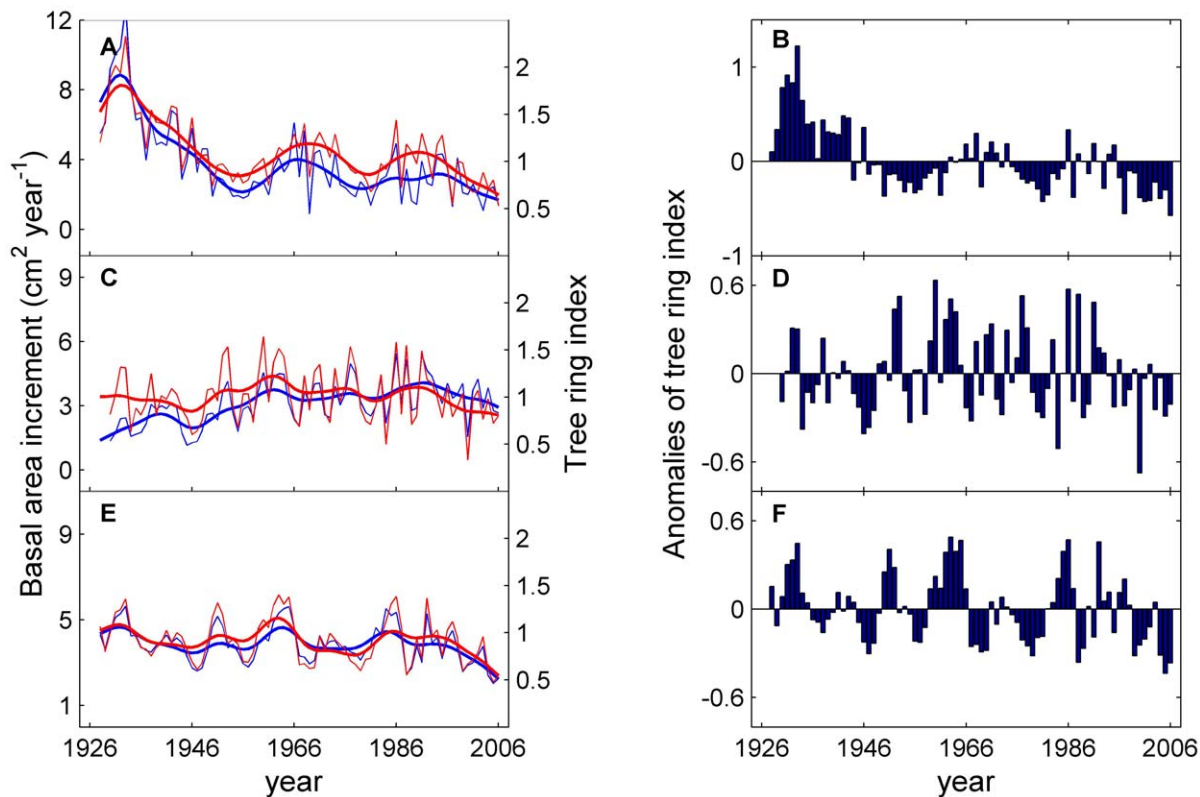 A
12
8
4
0
2
1.5
1
0.5
C
9
6
3
0
2
1.5
1
0.5
E
9
5
1
2
1.5
1
0.5
Basal area increment (cm² year⁻¹)
Tree ring index
1926 1946 1966 1986 2006
year
B
1
0
-1
D
0.6
0
-0.6
F
0.6
0
-0.6
Anomalies of tree ring index
1926 1946 1966 1986 2006
year